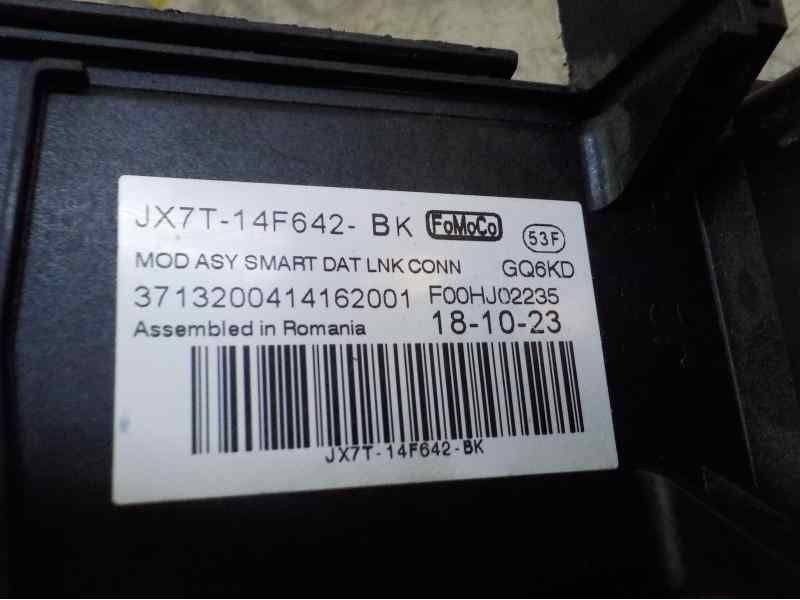 JX7T-14F642- BK FoMoCo 53F
MOD ASY SMART DAT LNK CONN GQ6KD
3713200414162001 F00HJ02235
Assembled in Romania 18-10-23
JX7T-14F642-BK